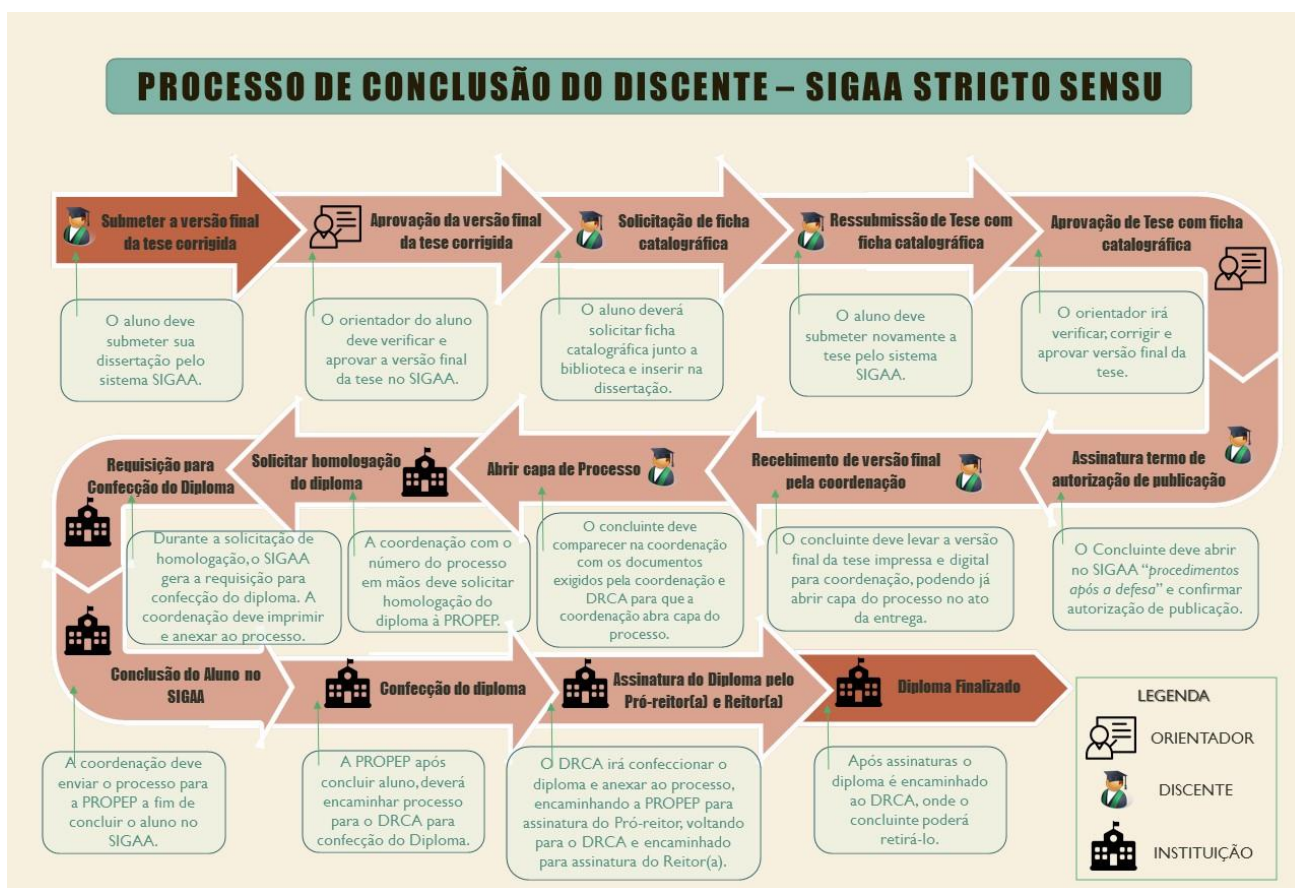 PROCESSO DE CONCLUSÃO DO DISCENTE – SIGAA STRICTO SENSU
Submeter a versão final
da tese corrigida
Aprovação da versão final
da tese corrigida
Solicitação de ficha
catalográfica
Ressubmissão de Tese com
ficha catalográfica
Aprovação de Tese com ficha
catalográfica
O aluno deve
submeter sua
dissertação pelo
sistema SIGAA.
O orientador do aluno
deve verificar e
aprovar a versão final
da tese no SIGAA.
O aluno deverá
solicitar ficha
catalográfica junto a
biblioteca e inserir na
dissertação.
O aluno deve
submeter novamente a
tese pelo sistema
SIGAA.
O orientador irá
verificar, corrigir e
aprovar versão final da
tese.
Assinatura termo de
autorização de publicação
Recebimento de versão final
pela coordenação
Abrir capa de Processo
Solicitar homologação
do diploma
Requisição para
Confecção do Diploma
O Concluinte deve abrir
no SIGAA “procedimentos
após a defesa” e confirmar
autorização de publicação.
O concluinte deve levar a versão
final da tese impressa e digital
para coordenação, podendo já
abrir capa do processo no ato
da entrega.
O concluinte deve
comparecer na coordenação
com os documentos
exigidos pela coordenação e
DRCA para que a
coordenação abra capa do
processo.
A coordenação com o
número do processo
em mãos deve solicitar
homologação do
diploma à PROPEP.
Durante a solicitação de
homologação, o SIGAA
gera a requisição para
confecção do diploma. A
coordenação deve imprimir
e anexar ao processo.
Conclusão do Aluno no
SIGAA
Confecção do diploma
Assinatura do Diploma pelo
Pró-reitor(a) e Reitor(a)
Diploma Finalizado
A coordenação deve
enviar o processo para
a PROPEP a fim de
concluir o aluno no
SIGAA.
A PROPEP após
concluir aluno, deverá
encaminhar processo
para o DRCA para
confecção do Diploma.
O DRCA irá confeccionar o
diploma e anexar ao processo,
encaminhando a PROPEP para
assinatura do Pró-reitor, voltando
para o DRCA e encaminhado
para assinatura do Reitor(a).
Após assinaturas o
diploma é encaminhado
ao DRCA, onde o
concluinte poderá
retirá-lo.
LEGENDA
ORIENTADOR
DISCENTE
INSTITUIÇÃO